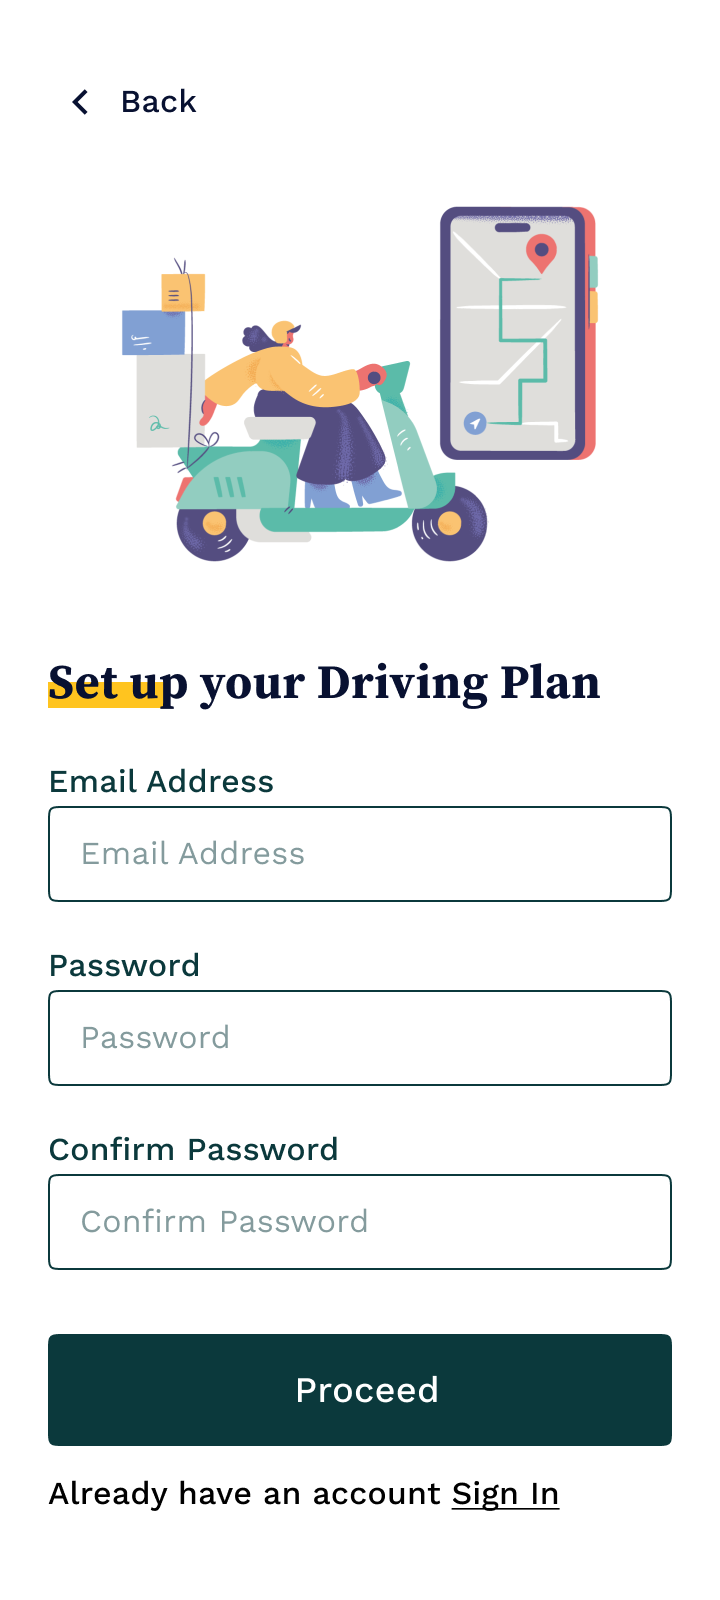 Back
Set up your Driving Plan
Email Address
Email Address
Password
Password
Confirm Password
Confirm Password
Proceed
Already have an account Sign In